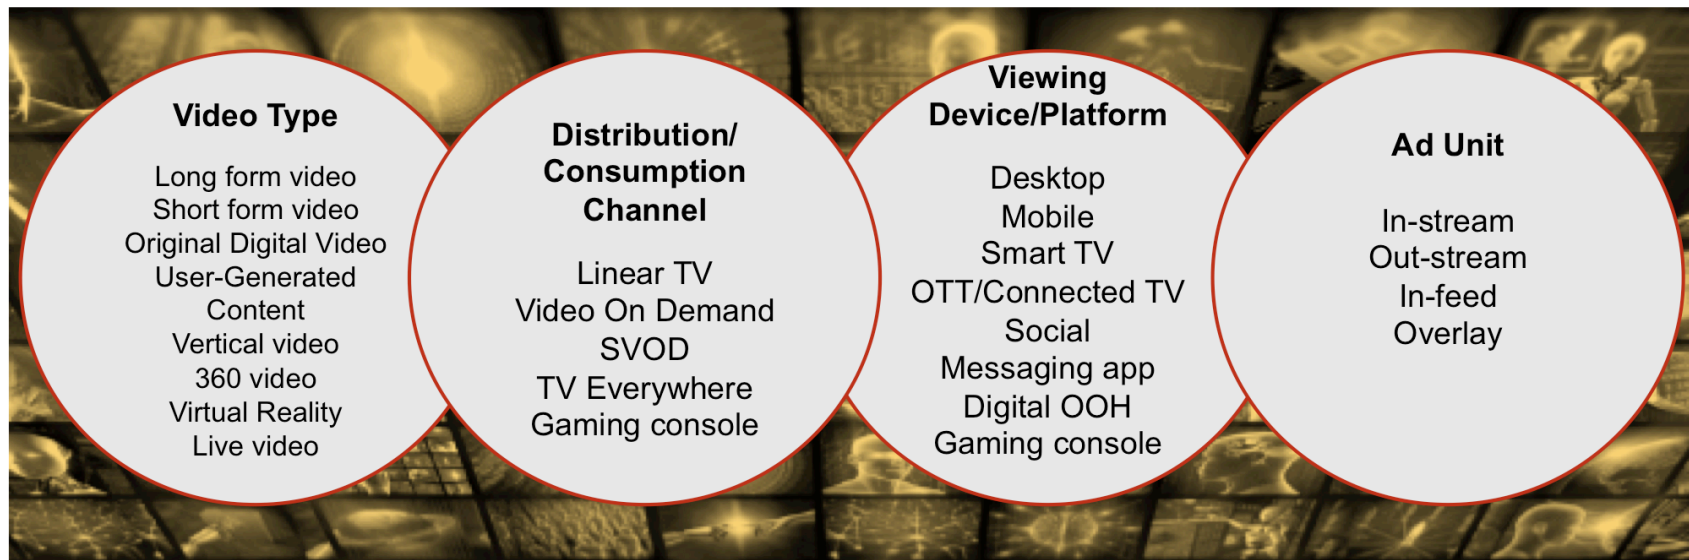 Video Type
Long form video
Short form video
Original Digital Video
User-Generated
Content
Vertical video
360 video
Virtual Reality
Live video
Distribution/
Consumption
Channel
Linear TV
Video On Demand
SVOD
TV Everywhere
Gaming console
Viewing
Device/Platform
Desktop
Mobile
Smart TV
OTT/Connected TV
Social
Messaging app
Digital OOH
Gaming console
Ad Unit
In-stream
Out-stream
In-feed
Overlay